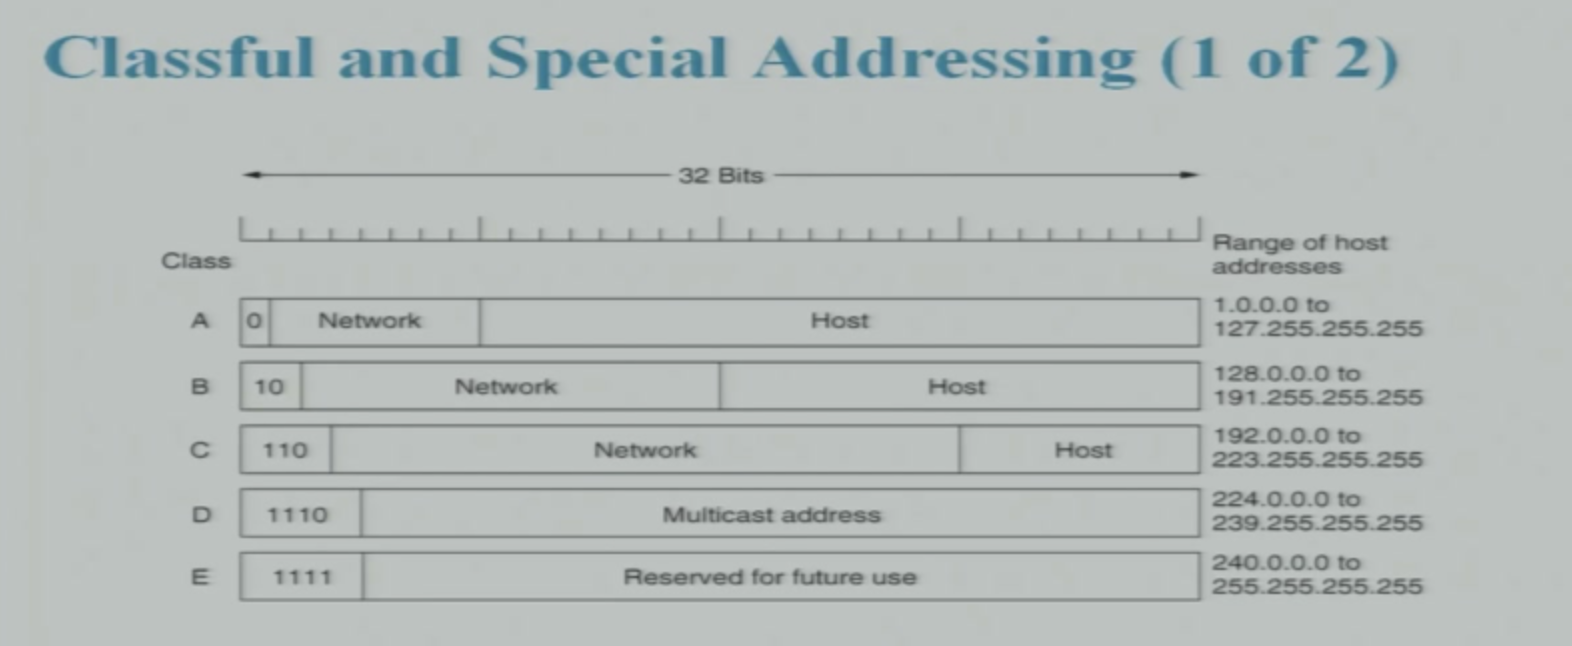 Classful and Special Addressing (1 of 2)
32 Bits
Range of host
addresses
Class
A 0 Network Host 1.0.0.0 to
127.255.255.255
B 10 Network Host 128.0.0.0 to
191.255.255.255
C 110 Network Host 192.0.0.0 to
223.255.255.255
D 1110 Multicast address 224.0.0.0 to
239.255.255.255
E 1111 Reserved for future use 240.0.0.0 to
255.255.255.255